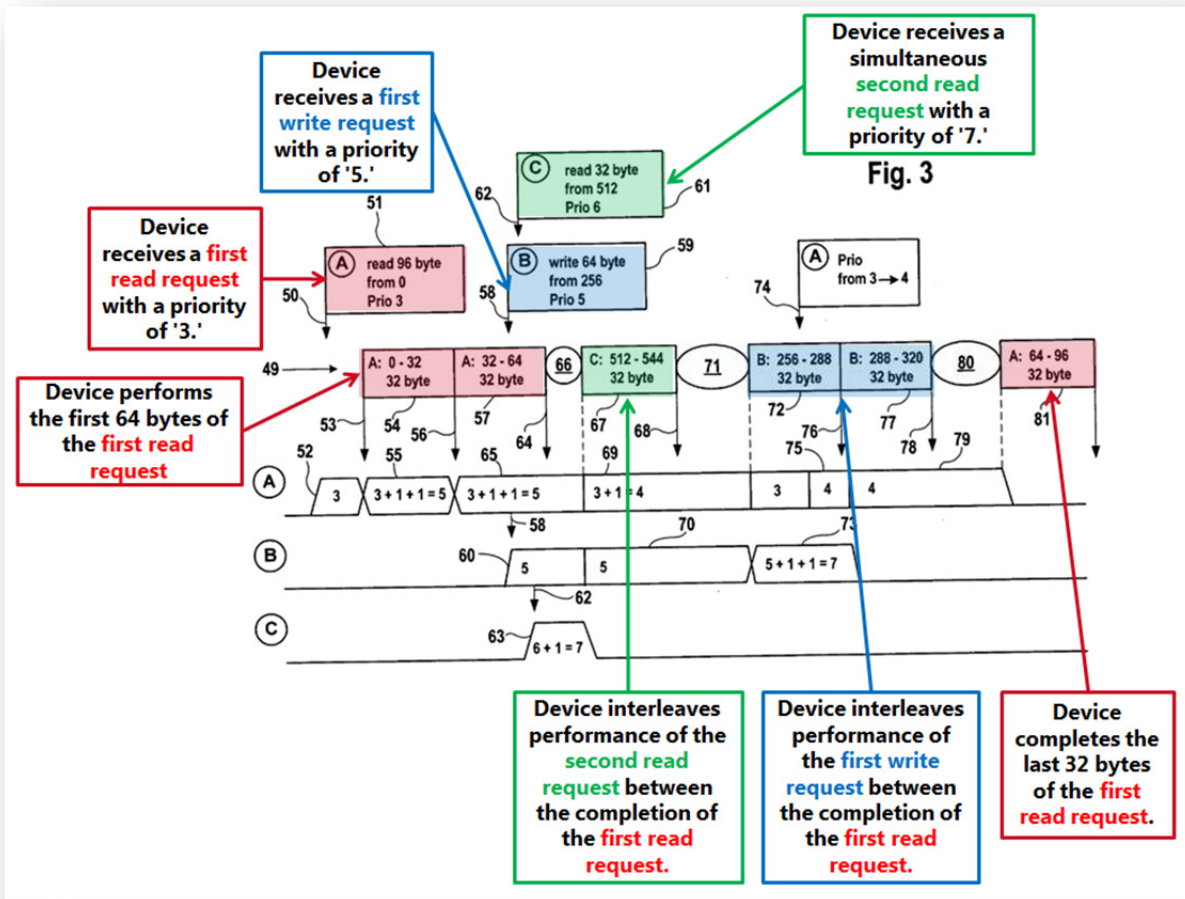 Device receives a
simultaneous
second read
request with a
priority of '7.'
Device
receives a first
write request
with a priority
of '5.'
Fig. 3
C
read 32 byte
from 512
Prio 6
62
61
51
Device
receives a first
read request
with a priority
of '3.'
A
read 96 byte
from 0
Prio 3
50
B
write 64 byte
from 256
Prio 5
58
59
A
Prio
from 3→4
74
49
A: 0 - 32
32 byte
A: 32 - 64
32 byte
66
C: 512 - 544
32 byte
71
B: 256 - 288
32 byte
B: 288 - 320
32 byte
80
A: 64 - 96
32 byte
Device performs
the first 64 bytes of
the first read
request
53
54
56
57
64
67
68
72
76
77
78
81
52
55
65
69
75
79
A
3
3 + 1 + 1 = 5
3 + 1 + 1 = 5
3 + 1 = 4
3
4
4
58
70
73
B
60
5
5
5 + 1 + 1 = 7
62
C
63
6 + 1 = 7
Device interleaves
performance of the
second read
request between
the completion of
the first read
request.
Device interleaves
performance of
the first write
request between
the completion of
the first read
request.
Device
completes the
last 32 bytes
of the first
read request.